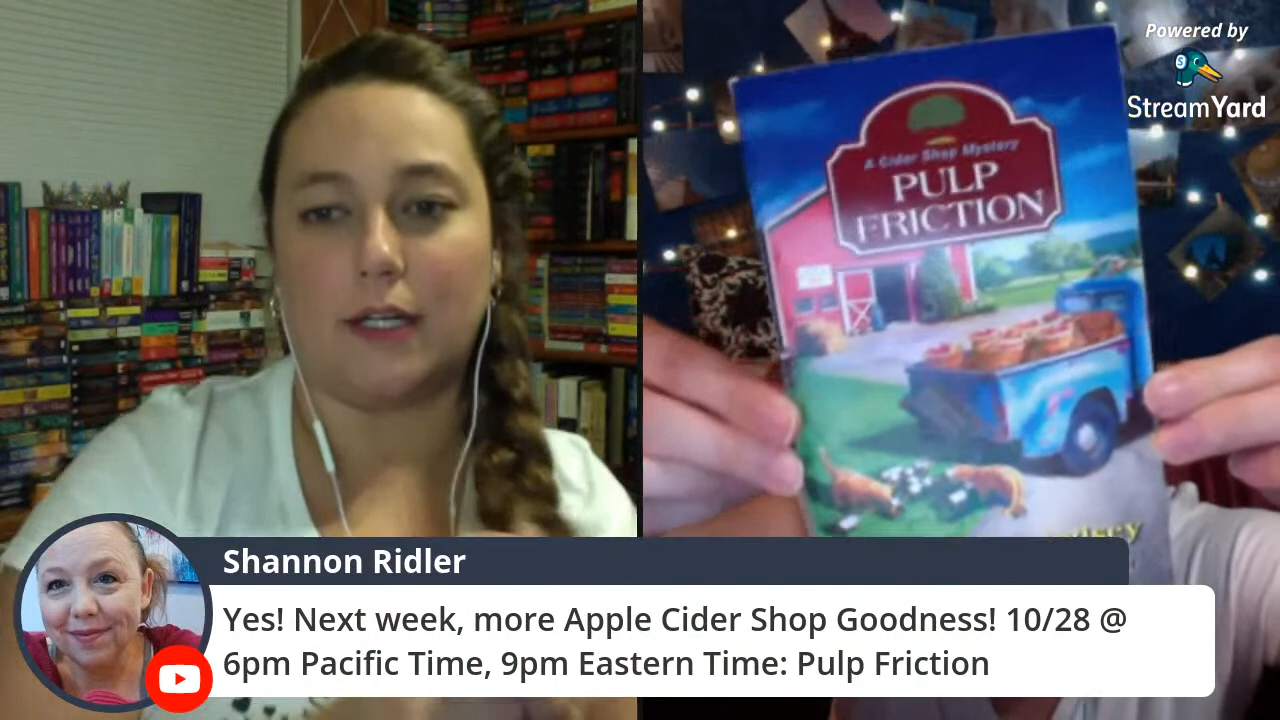 Powered by
StreamYard
A Cider Shop Mystery
PULP
FRICTION
Shannon Ridler
Yes! Next week, more Apple Cider Shop Goodness! 10/28 @
6pm Pacific Time, 9pm Eastern Time: Pulp Friction